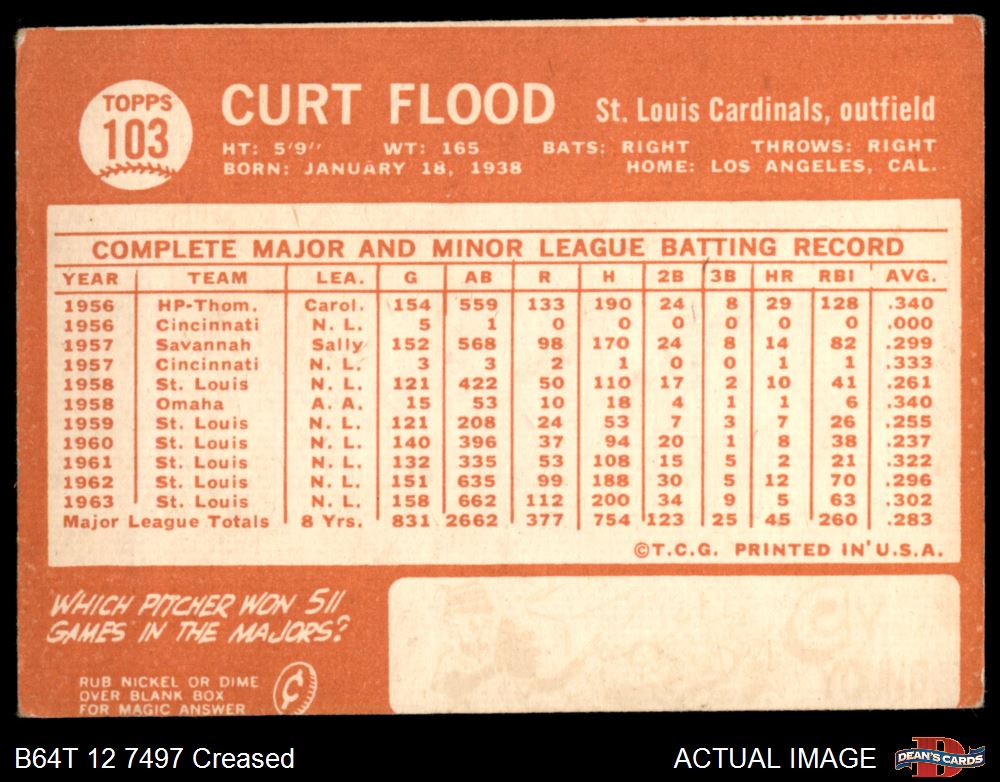 TOPPS
103
CURT FLOOD St. Louis Cardinals, outfield
HT: 5'9" WT: 165 BATS: RIGHT THROWS: RIGHT
BORN: JANUARY 18, 1938 HOME: LOS ANGELES, CAL.
COMPLETE MAJOR AND MINOR LEAGUE BATTING RECORD
YEAR TEAM LEA. G AB R H 2B 3B HR RBI AVG.
1956 HP-Thom. Carol. 154 559 133 190 24 8 29 128 .340
1956 Cincinnati N. L. 5 1 0 0 0 0 0 0 .000
1957 Savannah Sally 152 568 98 170 24 8 14 82 .299
1957 Cincinnati N. L. 3 3 2 1 0 0 1 1 .333
1958 St. Louis N. L. 121 422 50 110 17 2 10 41 .261
1958 Omaha A. A. 15 53 10 18 4 1 1 6 .340
1959 St. Louis N. L. 121 208 24 53 7 3 7 26 .255
1960 St. Louis N. L. 140 396 37 94 20 1 8 38 .237
1961 St. Louis N. L. 132 335 53 108 15 5 2 21 .322
1962 St. Louis N. L. 151 635 99 188 30 5 12 70 .296
1963 St. Louis N. L. 158 662 112 200 34 9 5 63 .302
Major League Totals 8 Yrs. 831 2662 377 754 123 25 45 260 .283
©T.C.G. PRINTED IN U.S.A.
WHICH PITCHER WON 511
GAMES IN THE MAJORS?
RUB NICKEL OR DIME
OVER BLANK BOX
FOR MAGIC ANSWER
¢
B64T 12 7497 Creased ACTUAL IMAGE
DEAN'S CARDS